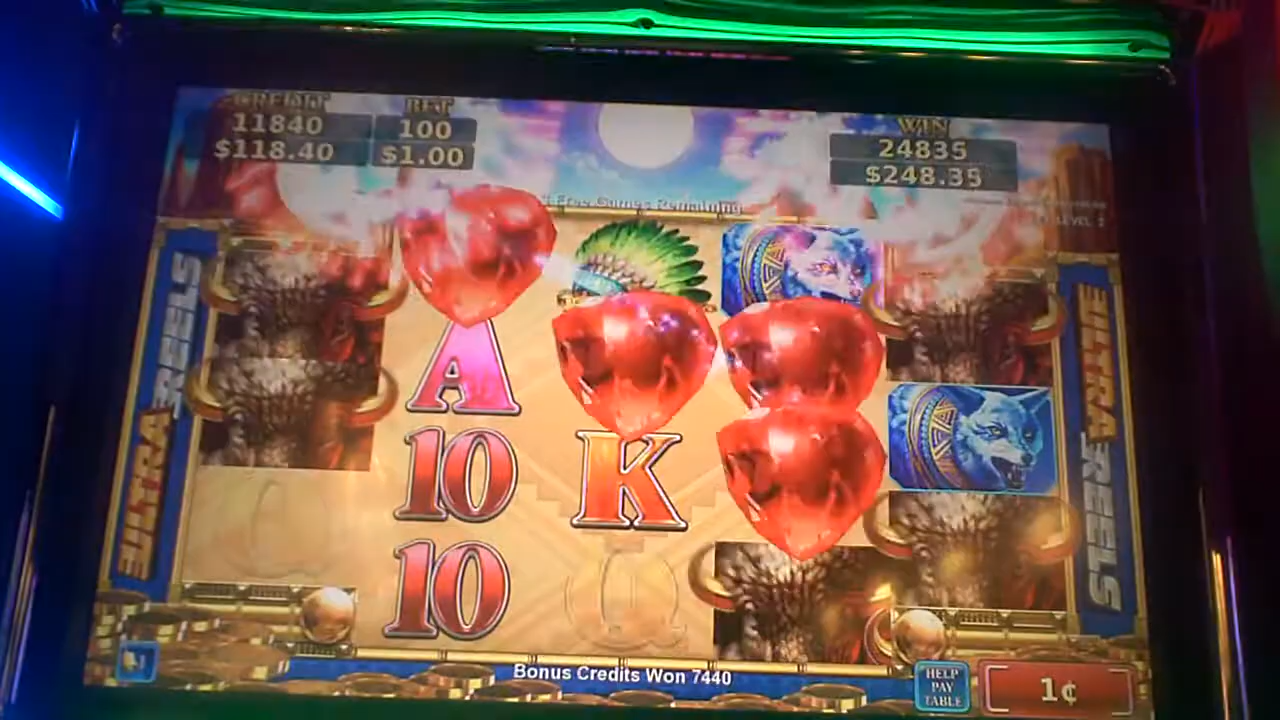 CREDIT
11840
$118.40
BET
100
$1.00
WIN
24835
$248.35
Free Games Remaining
LEVEL
ULTRA REELS
A
10
10
K
Q
Q
ULTRA REELS
Bonus Credits Won 7440
HELP
PAY
TABLE
1¢